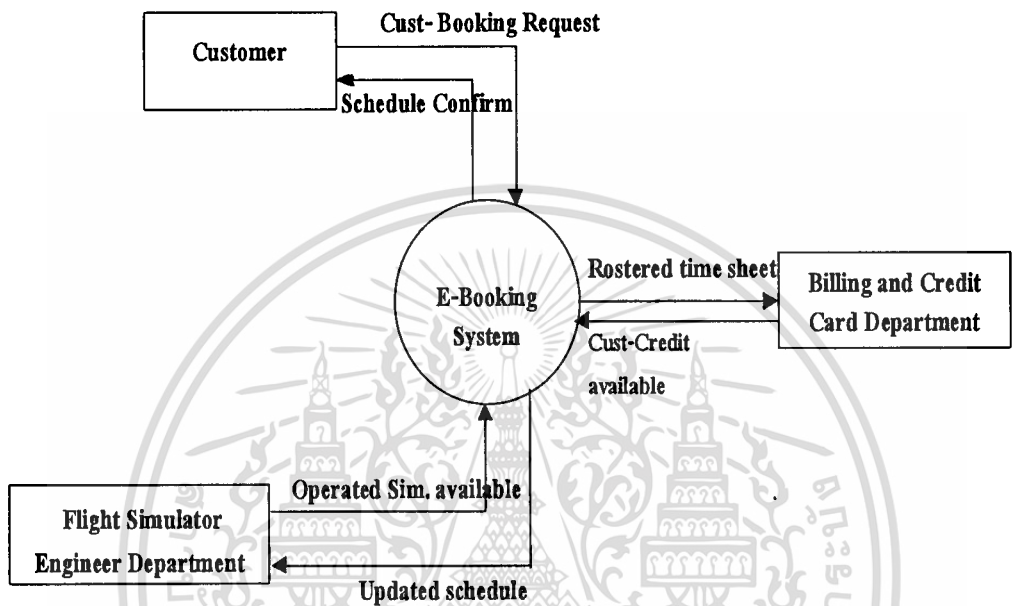 Cust- Booking Request
Customer
Schedule Confirm
Rostered time sheet
Billing and Credit
Card Department
E-Booking
System
Cust-Credit
available
Operated Sim. available
Flight Simulator
Engineer Department
Updated schedule